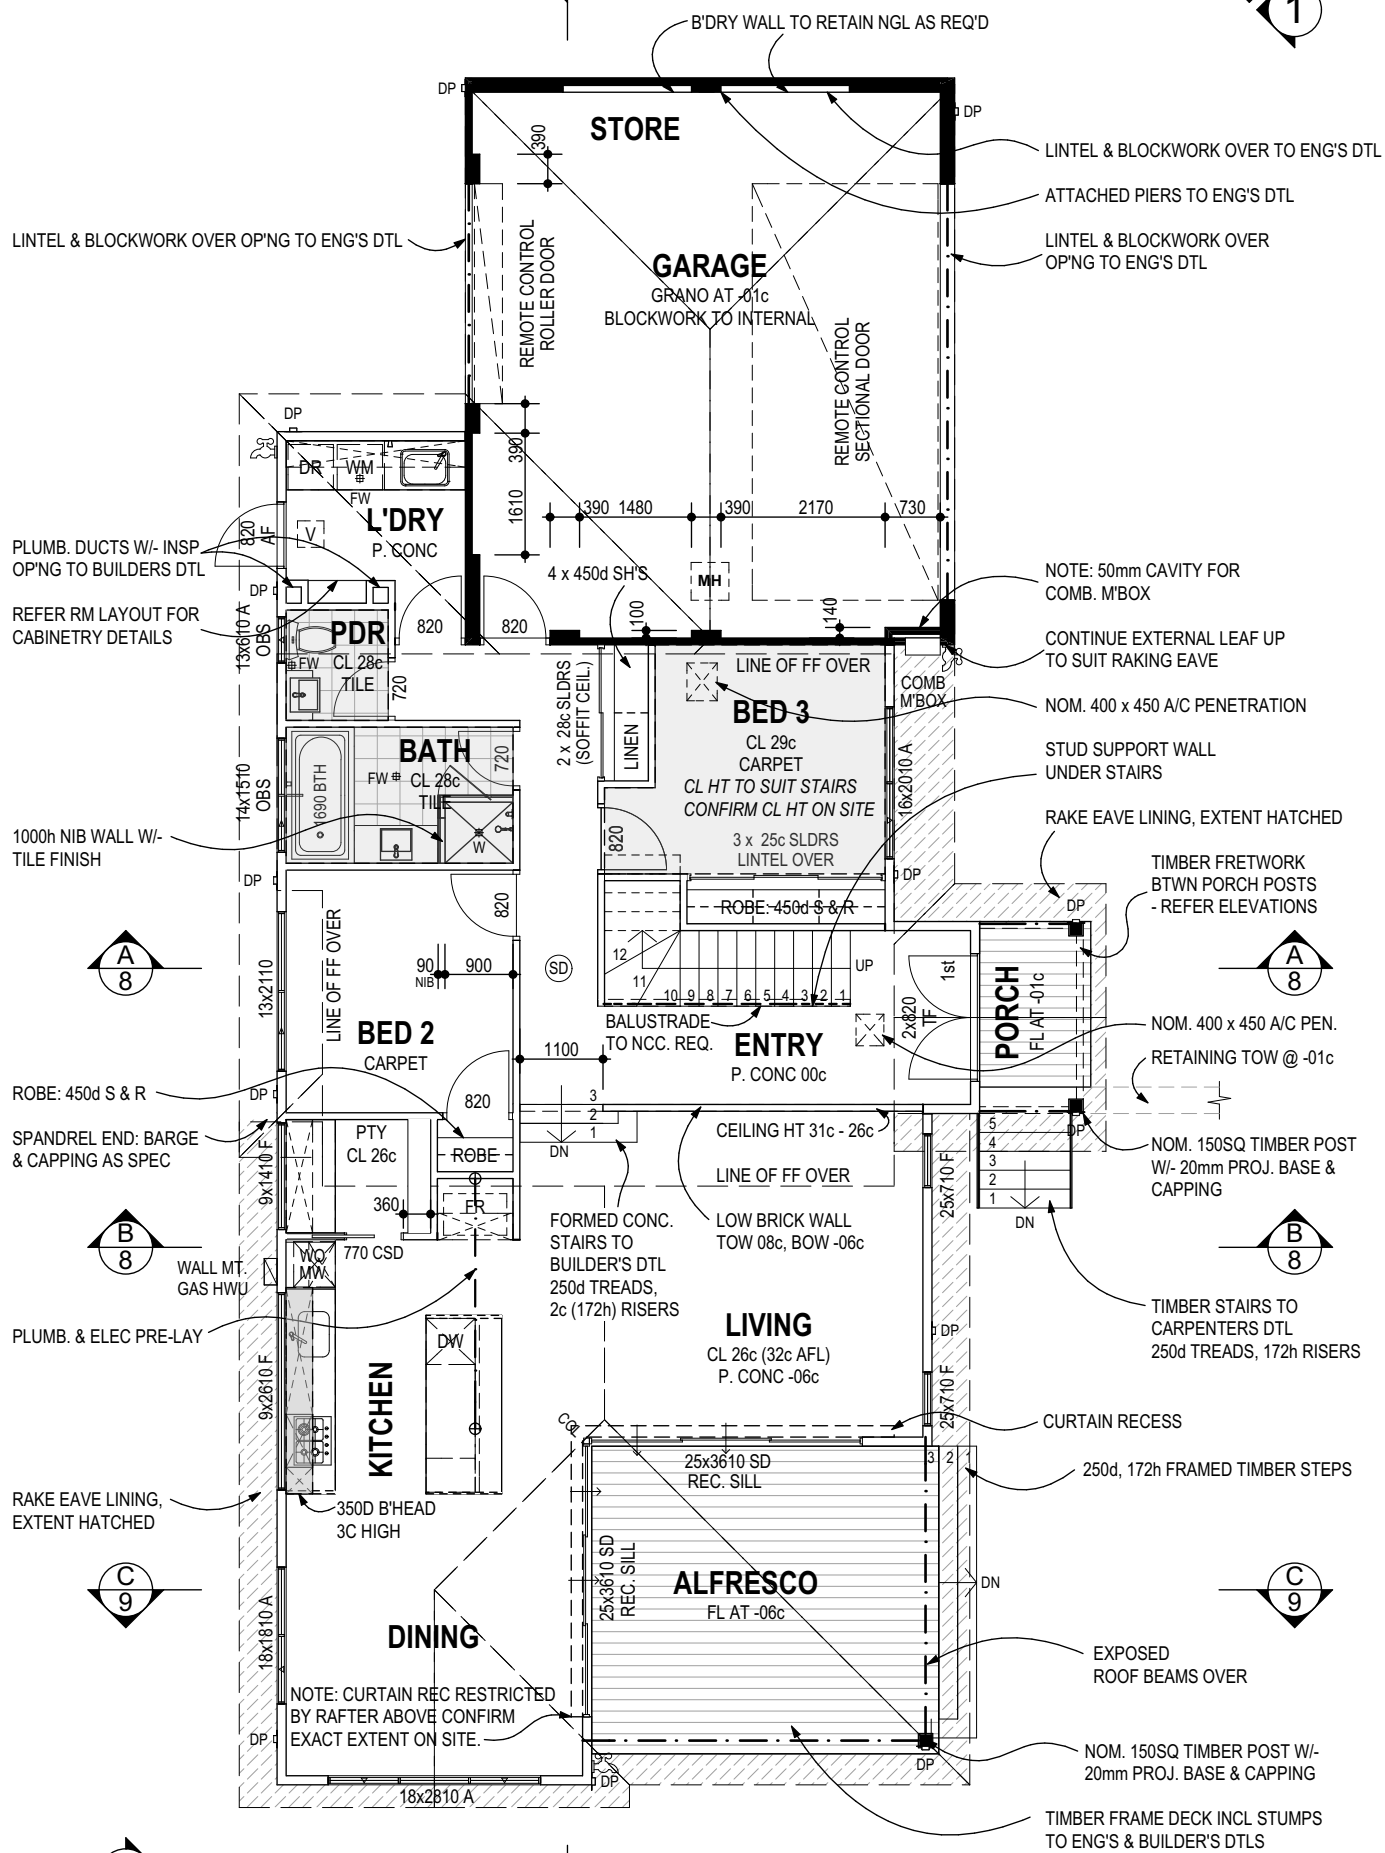 1
B'DRY WALL TO RETAIN NGL AS REQ'D
DP
DP
STORE
390
LINTEL & BLOCKWORK OVER TO ENG'S DTL
ATTACHED PIERS TO ENG'S DTL
LINTEL & BLOCKWORK OVER OP'NG TO ENG'S DTL
LINTEL & BLOCKWORK OVER
OP'NG TO ENG'S DTL
GARAGE
GRANO AT -01c
BLOCKWORK TO INTERNAL
REMOTE CONTROL
ROLLER DOOR
REMOTE CONTROL
SECTIONAL DOOR
DP
390
1610
390
1480
390
2170
730
DR
WM
FW
L'DRY
P. CONC
V
820
AF
PLUMB. DUCTS W/- INSP
OP'NG TO BUILDERS DTL
DP
4 x 450d SH'S
MH
100
140
NOTE: 50mm CAVITY FOR
COMB. M'BOX
REFER RM LAYOUT FOR
CABINETRY DETAILS
13x610 A
OBS
PDR
FW
CL 28c
TILE
820
820
720
CONTINUE EXTERNAL LEAF UP
TO SUIT RAKING EAVE
LINE OF FF OVER
COMB
M'BOX
NOM. 400 x 450 A/C PENETRATION
2 x 28c SLDRS
(SOFFIT CEIL.)
LINEN
BED 3
CL 29c
CARPET
CL HT TO SUIT STAIRS
CONFIRM CL HT ON SITE
3 x 25c SLDRS
LINTEL OVER
16x2010 A
STUD SUPPORT WALL
UNDER STAIRS
BATH
FW
CL 28c
TILE
720
14x1510
OBS
1690 BTH
W
1000h NIB WALL W/-
TILE FINISH
820
RAKE EAVE LINING, EXTENT HATCHED
TIMBER FRETWORK
BTWN PORCH POSTS
- REFER ELEVATIONS
DP
DP
DP
ROBE: 450d S & R
820
LINE OF FF OVER
A
8
13x2110
90
NIB
900
SD
12
11
10 9 8 7 6 5 4 3 2 1
UP
1st
PORCH
FL AT -01c
A
8
BED 2
CARPET
BALUSTRADE
TO NCC. REQ.
ENTRY
P. CONC 00c
2x820
TF
NOM. 400 x 450 A/C PEN.
RETAINING TOW @ -01c
1100
ROBE: 450d S & R
DP
820
3
2
1
DN
CEILING HT 31c - 26c
5
4
3
2
1
DN
DP
SPANDREL END: BARGE
& CAPPING AS SPEC
PTY
CL 26c
ROBE
LINE OF FF OVER
NOM. 150SQ TIMBER POST
W/- 20mm PROJ. BASE &
CAPPING
9x1410 F
360
FR
25x710 F
B
8
FORMED CONC.
STAIRS TO
BUILDER'S DTL
250d TREADS,
2c (172h) RISERS
LOW BRICK WALL
TOW 08c, BOW -06c
B
8
770 CSD
WO
MW
WALL MT.
GAS HWU
PLUMB. & ELEC PRE-LAY
DW
LIVING
CL 26c (32c AFL)
P. CONC -06c
DP
TIMBER STAIRS TO
CARPENTERS DTL
250d TREADS, 172h RISERS
9x2610 F
KITCHEN
25x710 F
COL
CURTAIN RECESS
25x3610 SD
REC. SILL
3 2 1
250d, 172h FRAMED TIMBER STEPS
RAKE EAVE LINING,
EXTENT HATCHED
350D B'HEAD
3C HIGH
25x3610 SD
REC. SILL
C
9
ALFRESCO
FL AT -06c
DN
C
9
18x1810 A
DINING
EXPOSED
ROOF BEAMS OVER
NOTE: CURTAIN REC RESTRICTED
BY RAFTER ABOVE CONFIRM
EXACT EXTENT ON SITE.
DP
DP
DP
18x2810 A
NOM. 150SQ TIMBER POST W/-
20mm PROJ. BASE & CAPPING
TIMBER FRAME DECK INCL STUMPS
TO ENG'S & BUILDER'S DTLS